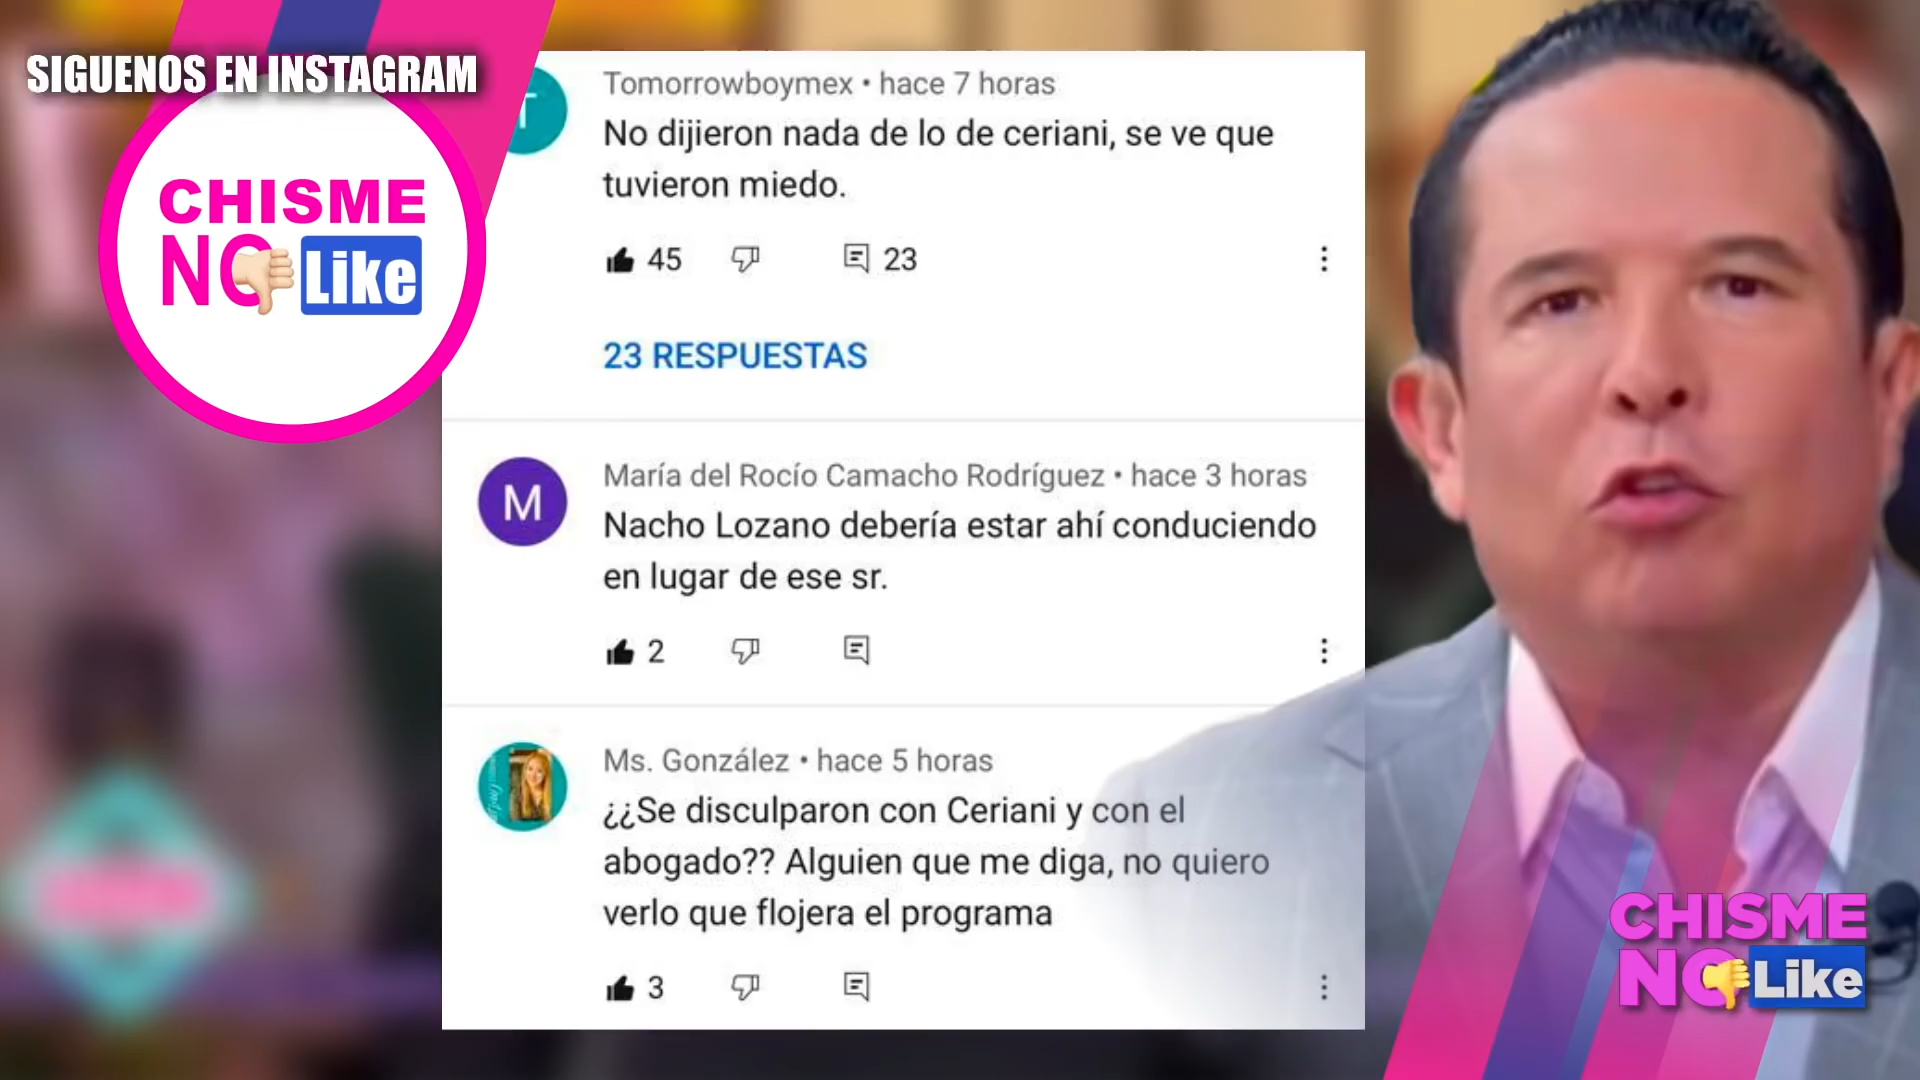 SIGUENOS EN INSTAGRAM
CHISME
NO Like
T
Tomorrowboymex • hace 7 horas
No dijieron nada de lo de ceriani, se ve que
tuvieron miedo.
45
23
23 RESPUESTAS
M
María del Rocío Camacho Rodríguez • hace 3 horas
Nacho Lozano debería estar ahí conduciendo
en lugar de ese sr.
2
Ms. González • hace 5 horas
¿¿Se disculparon con Ceriani y con el
abogado?? Alguien que me diga, no quiero
verlo que flojera el programa
3
CHISME
NO Like